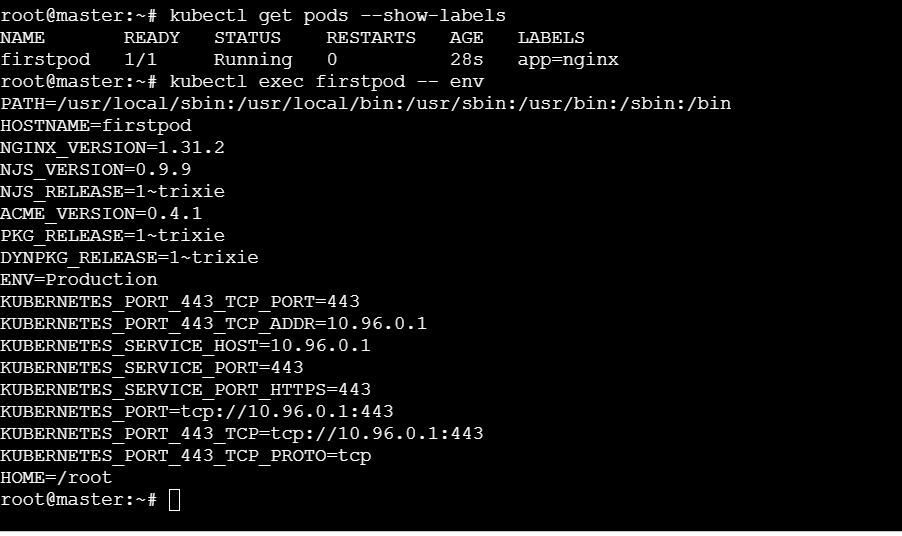 root@master:~# kubectl get pods --show-labels
NAME       READY   STATUS    RESTARTS   AGE   LABELS
firstpod   1/1     Running   0          28s   app=nginx
root@master:~# kubectl exec firstpod -- env
PATH=/usr/local/sbin:/usr/local/bin:/usr/sbin:/usr/bin:/sbin:/bin
HOSTNAME=firstpod
NGINX_VERSION=1.31.2
NJS_VERSION=0.9.9
NJS_RELEASE=1~trixie
ACME_VERSION=0.4.1
PKG_RELEASE=1~trixie
DYNPKG_RELEASE=1~trixie
ENV=Production
KUBERNETES_PORT_443_TCP_PORT=443
KUBERNETES_PORT_443_TCP_ADDR=10.96.0.1
KUBERNETES_SERVICE_HOST=10.96.0.1
KUBERNETES_SERVICE_PORT=443
KUBERNETES_SERVICE_PORT_HTTPS=443
KUBERNETES_PORT=tcp://10.96.0.1:443
KUBERNETES_PORT_443_TCP=tcp://10.96.0.1:443
KUBERNETES_PORT_443_TCP_PROTO=tcp
HOME=/root
root@master:~#